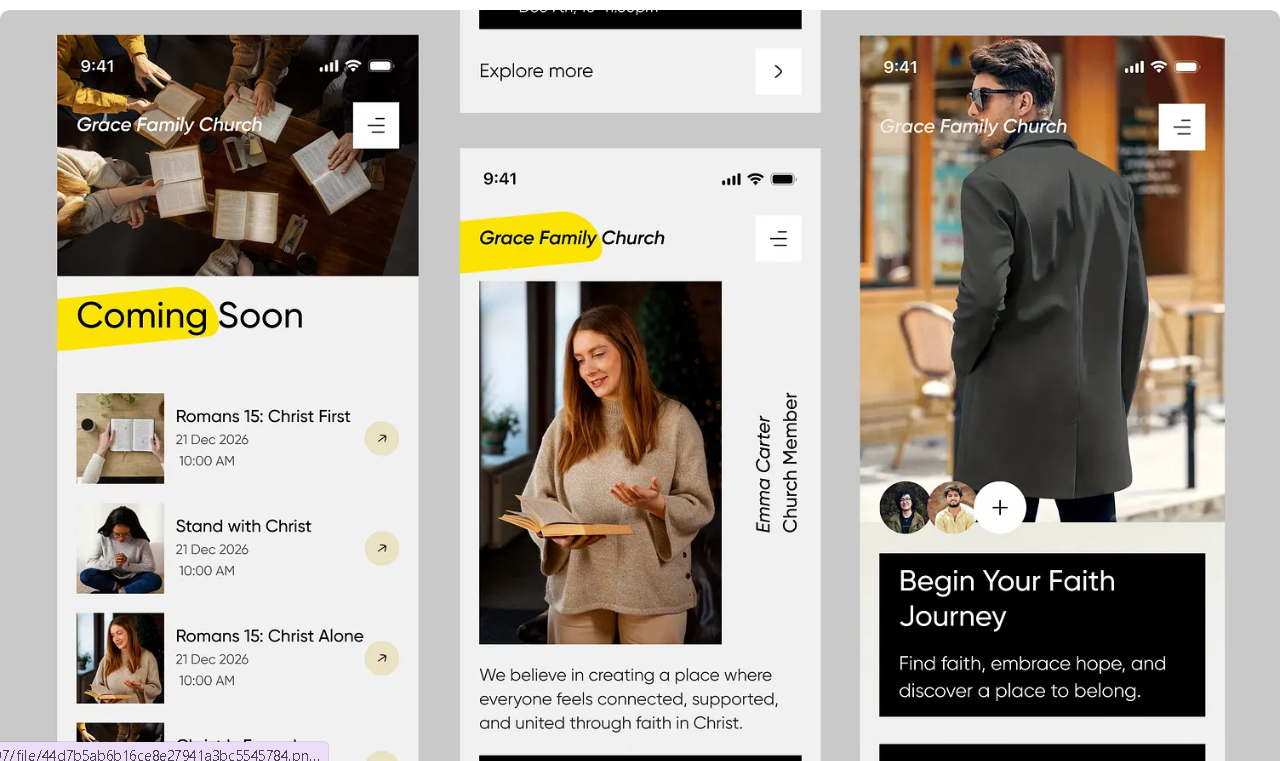 9:41
Grace Family Church
Coming Soon
Romans 15: Christ First
21 Dec 2026
10:00 AM
Stand with Christ
21 Dec 2026
10:00 AM
Romans 15: Christ Alone
21 Dec 2026
10:00 AM
Explore more
9:41
Grace Family Church
Emma Carter
Church Member
We believe in creating a place where
everyone feels connected, supported,
and united through faith in Christ.
9:41
Grace Family Church
Begin Your Faith
Journey
Find faith, embrace hope, and
discover a place to belong.
/file/44d7b5ab6b16ce8e27941a3bc5545784.pn...